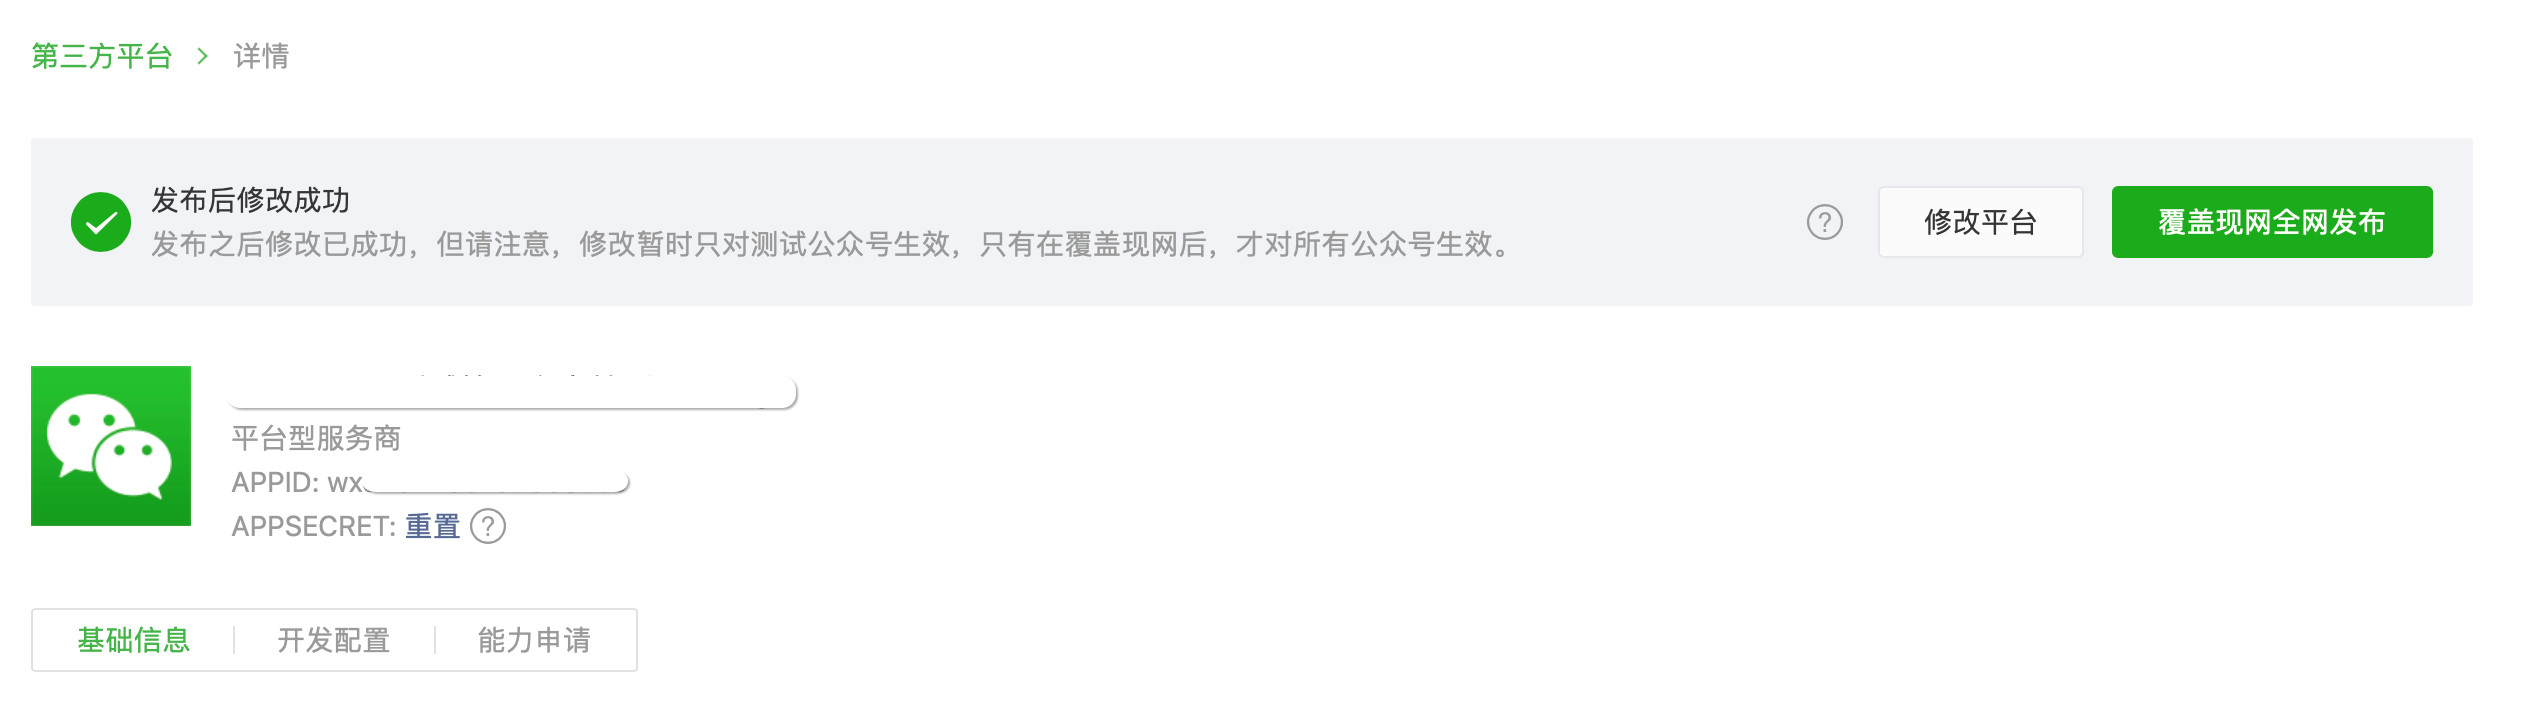 第三方平台 > 详情
发布后修改成功
发布之后修改已成功，但请注意，修改暂时只对测试公众号生效，只有在覆盖现网后，才对所有公众号生效。
? 修改平台 覆盖现网全网发布
平台型服务商
APPID: wx
APPSECRET: 重置 ?
基础信息 开发配置 能力申请